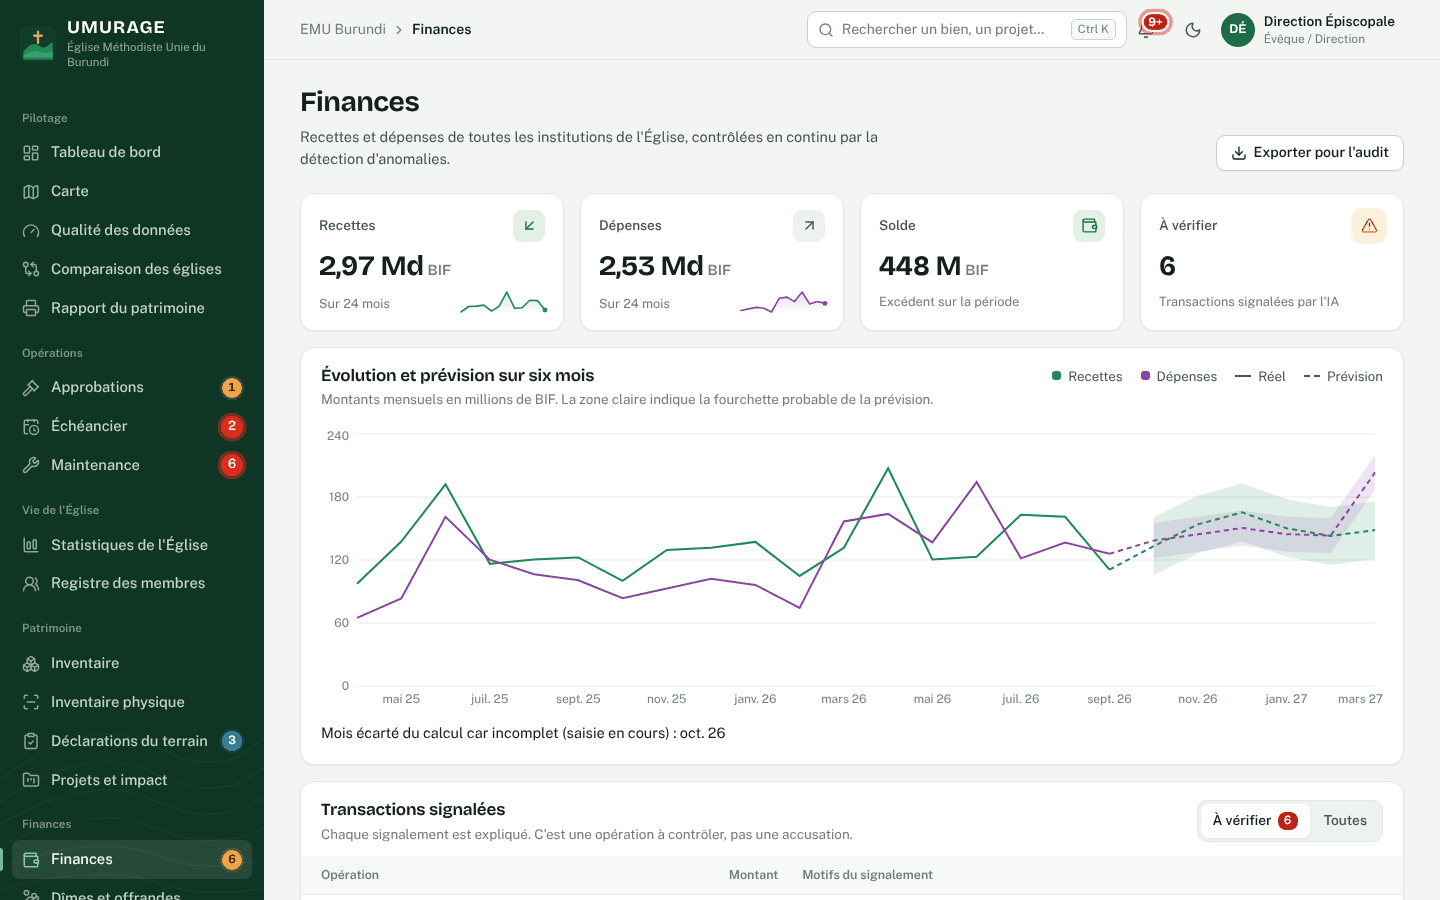 UMURAGE
Église Méthodiste Unie du
Burundi
Pilotage
Tableau de bord
Carte
Qualité des données
Comparaison des églises
Rapport du patrimoine
Opérations
Approbations 1
Échéancier 2
Maintenance 6
Vie de l'Église
Statistiques de l'Église
Registre des membres
Patrimoine
Inventaire
Inventaire physique
Déclarations du terrain 3
Projets et impact
Finances
Finances 6
Dîmes et offrandes
EMU Burundi > Finances
Rechercher un bien, un projet... Ctrl K
9+
DÉ
Direction Épiscopale
Évêque / Direction
Finances
Recettes et dépenses de toutes les institutions de l'Église, contrôlées en continu par la
détection d'anomalies.
Exporter pour l'audit
Recettes
2,97 Md BIF
Sur 24 mois
Dépenses
2,53 Md BIF
Sur 24 mois
Solde
448 M BIF
Excédent sur la période
À vérifier
6
Transactions signalées par l'IA
Évolution et prévision sur six mois
Recettes Dépenses Réel Prévision
Montants mensuels en millions de BIF. La zone claire indique la fourchette probable de la prévision.
240
180
120
60
0
mai 25 juil. 25 sept. 25 nov. 25 janv. 26 mars 26 mai 26 juil. 26 sept. 26 nov. 26 janv. 27 mars 27
Mois écarté du calcul car incomplet (saisie en cours) : oct. 26
Transactions signalées
Chaque signalement est expliqué. C'est une opération à contrôler, pas une accusation.
À vérifier 6 Toutes
Opération Montant Motifs du signalement